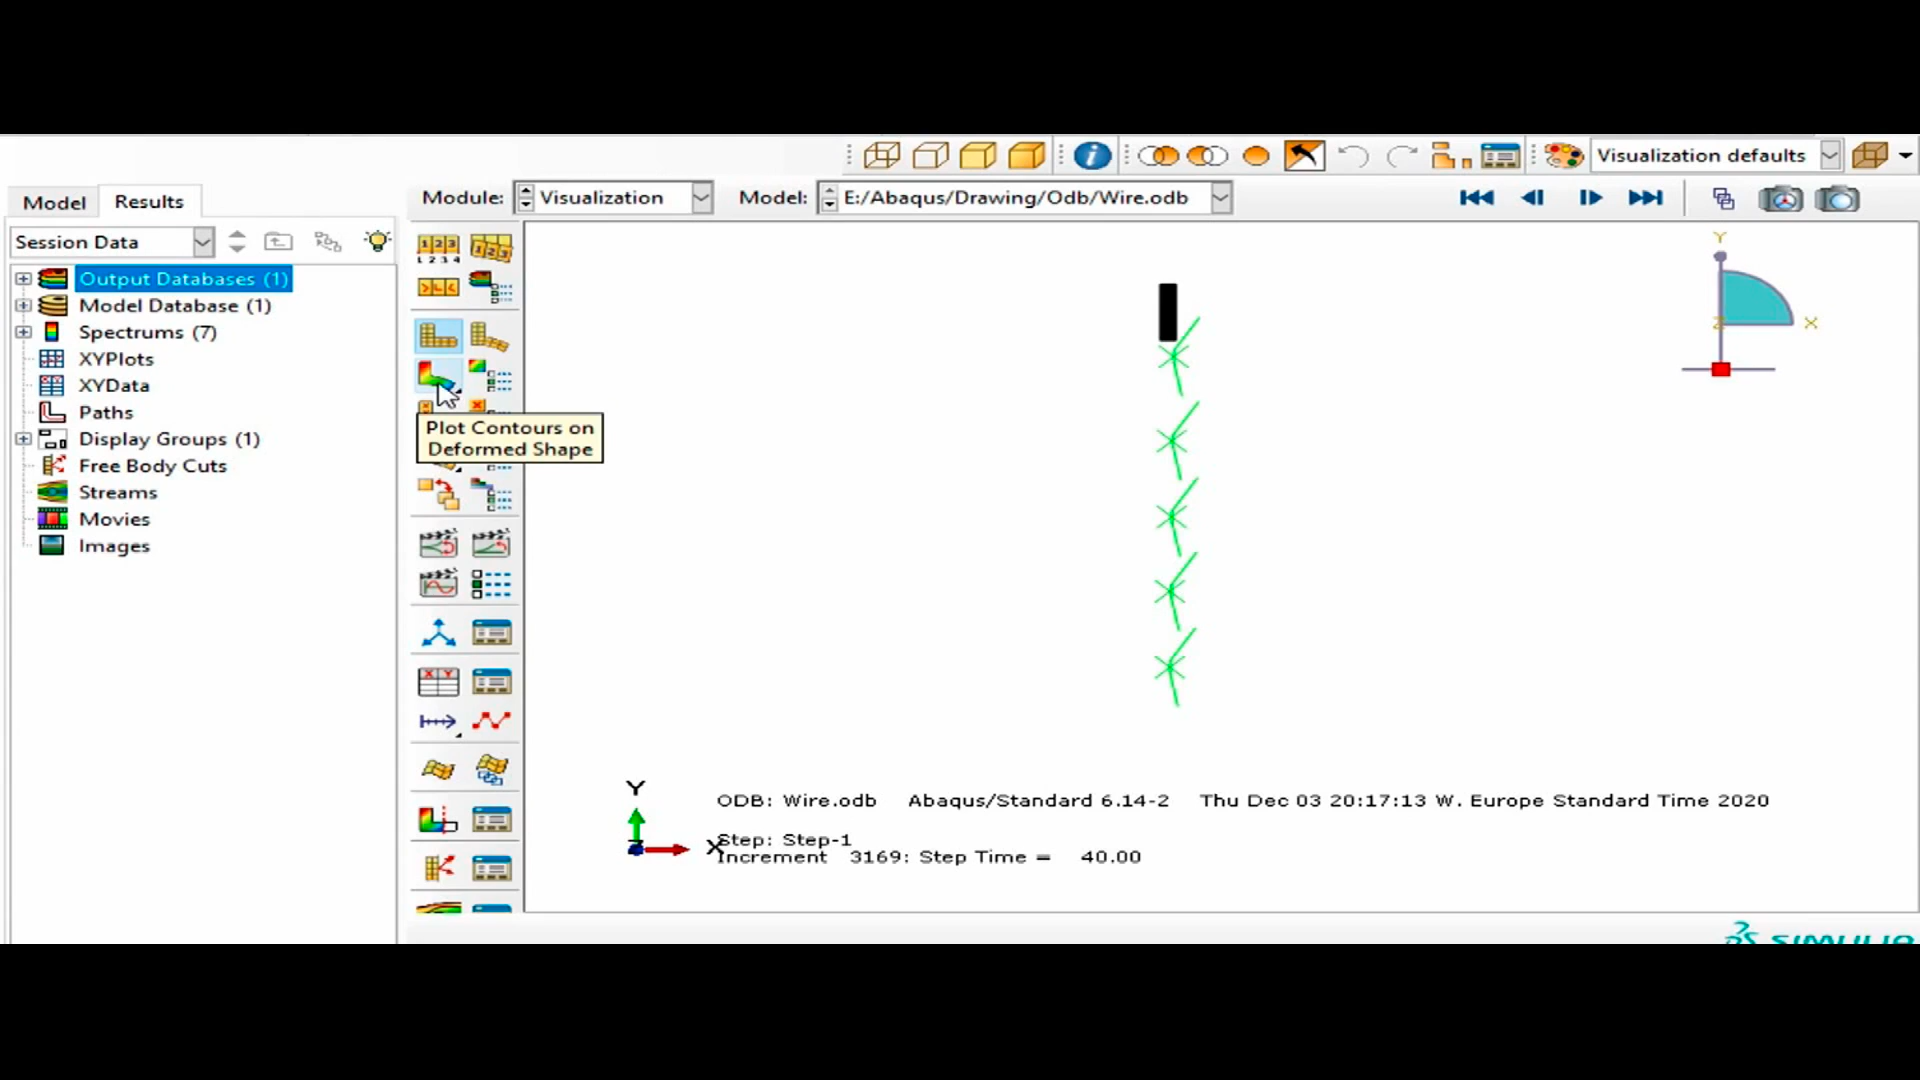 Visualization defaults
Model
Results
Module:
Visualization
Model:
E:/Abaqus/Drawing/Odb/Wire.odb
Session Data
Output Databases (1)
Model Database (1)
Spectrums (7)
XYPlots
XYData
Paths
Display Groups (1)
Free Body Cuts
Streams
Movies
Images
Plot Contours on
Deformed Shape
Y
X
Z
Y
X
ODB: Wire.odb Abaqus/Standard 6.14-2 Thu Dec 03 20:17:13 W. Europe Standard Time 2020
Step: Step-1
Increment 3169: Step Time = 40.00
SIMULIA